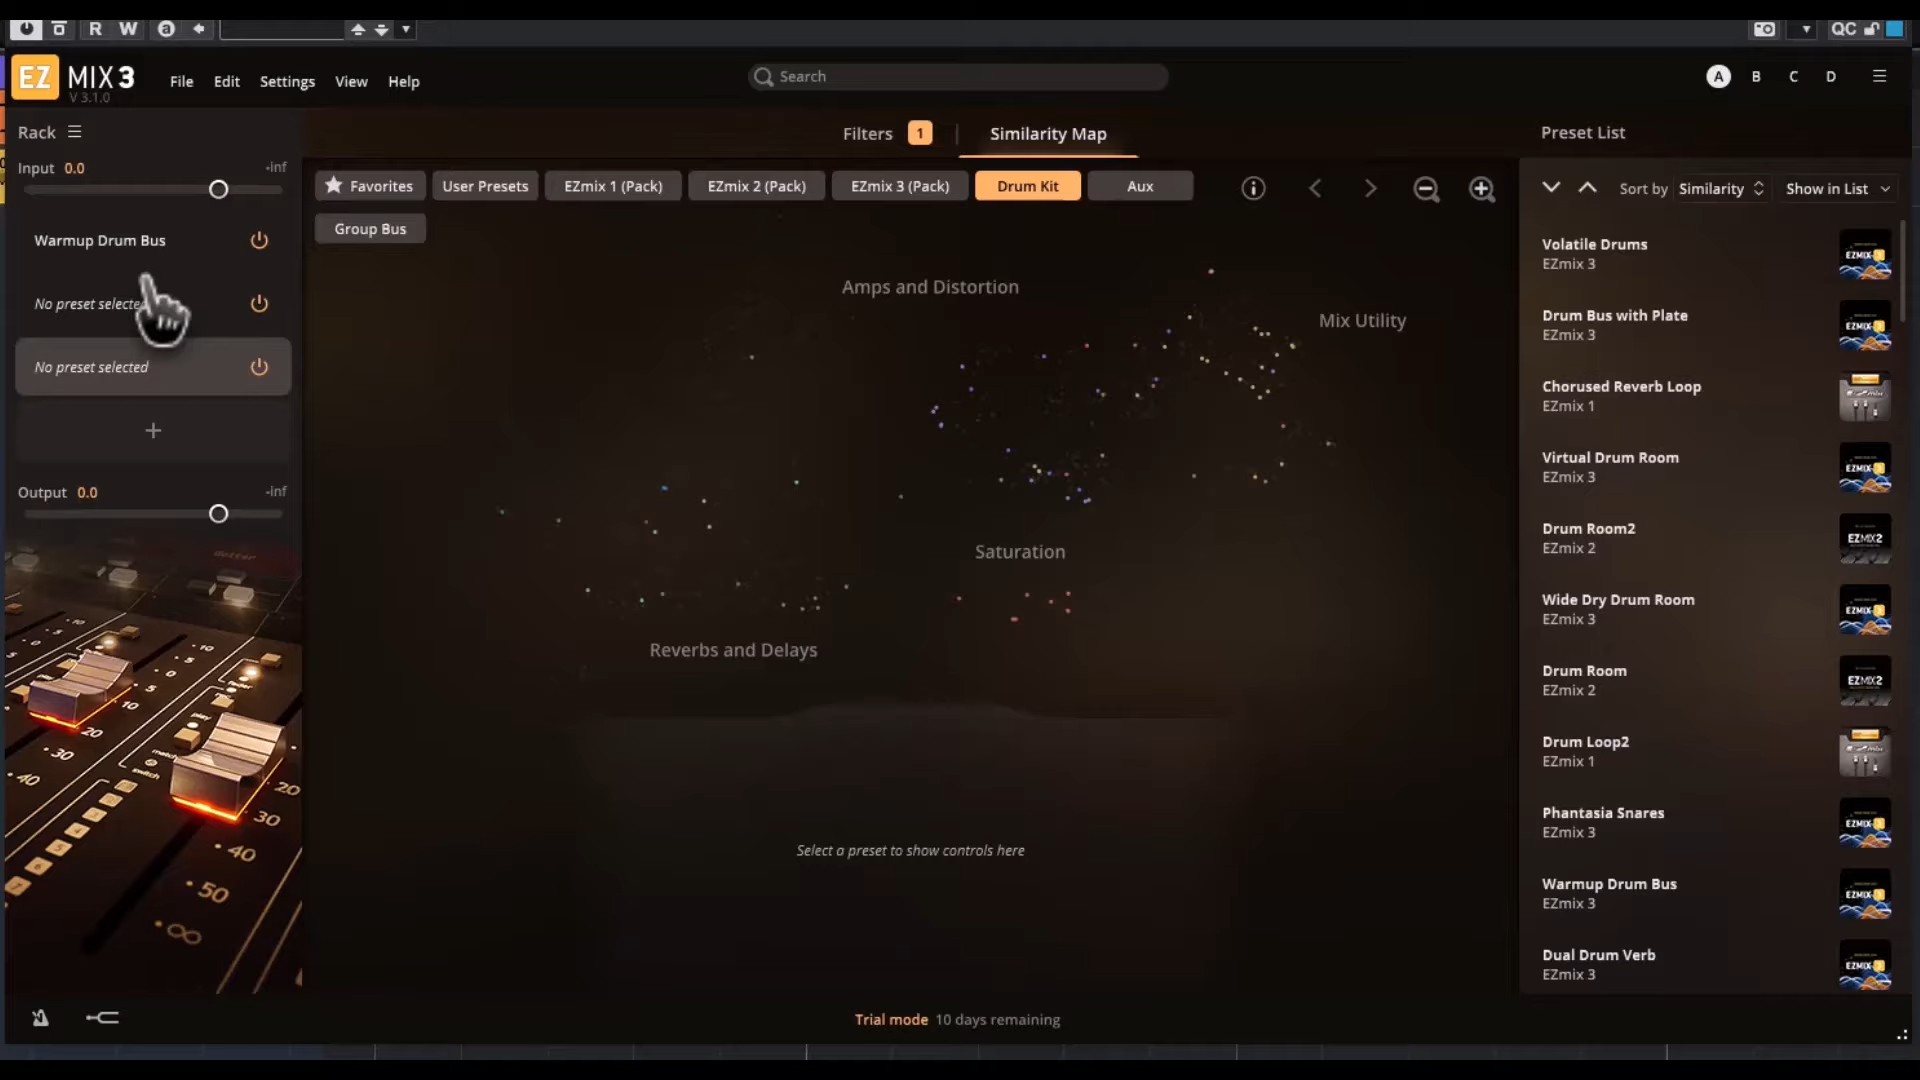 R W a QC
EZ MIX 3
V 3.1.0
File Edit Settings View Help
Search
A B C D
Rack
Filters 1 Similarity Map
Preset List
Input 0.0 -inf
Favorites User Presets EZmix 1 (Pack) EZmix 2 (Pack) EZmix 3 (Pack) Drum Kit Aux
Sort by Similarity Show in List
Group Bus
Warmup Drum Bus
No preset selected
No preset selected
Output 0.0 -inf
Amps and Distortion
Mix Utility
Saturation
Reverbs and Delays
Select a preset to show controls here
Volatile Drums
EZmix 3
Drum Bus with Plate
EZmix 3
Chorused Reverb Loop
EZmix 1
Virtual Drum Room
EZmix 3
Drum Room2
EZmix 2
Wide Dry Drum Room
EZmix 3
Drum Room
EZmix 2
Drum Loop2
EZmix 1
Phantasia Snares
EZmix 3
Warmup Drum Bus
EZmix 3
Dual Drum Verb
EZmix 3
Trial mode 10 days remaining